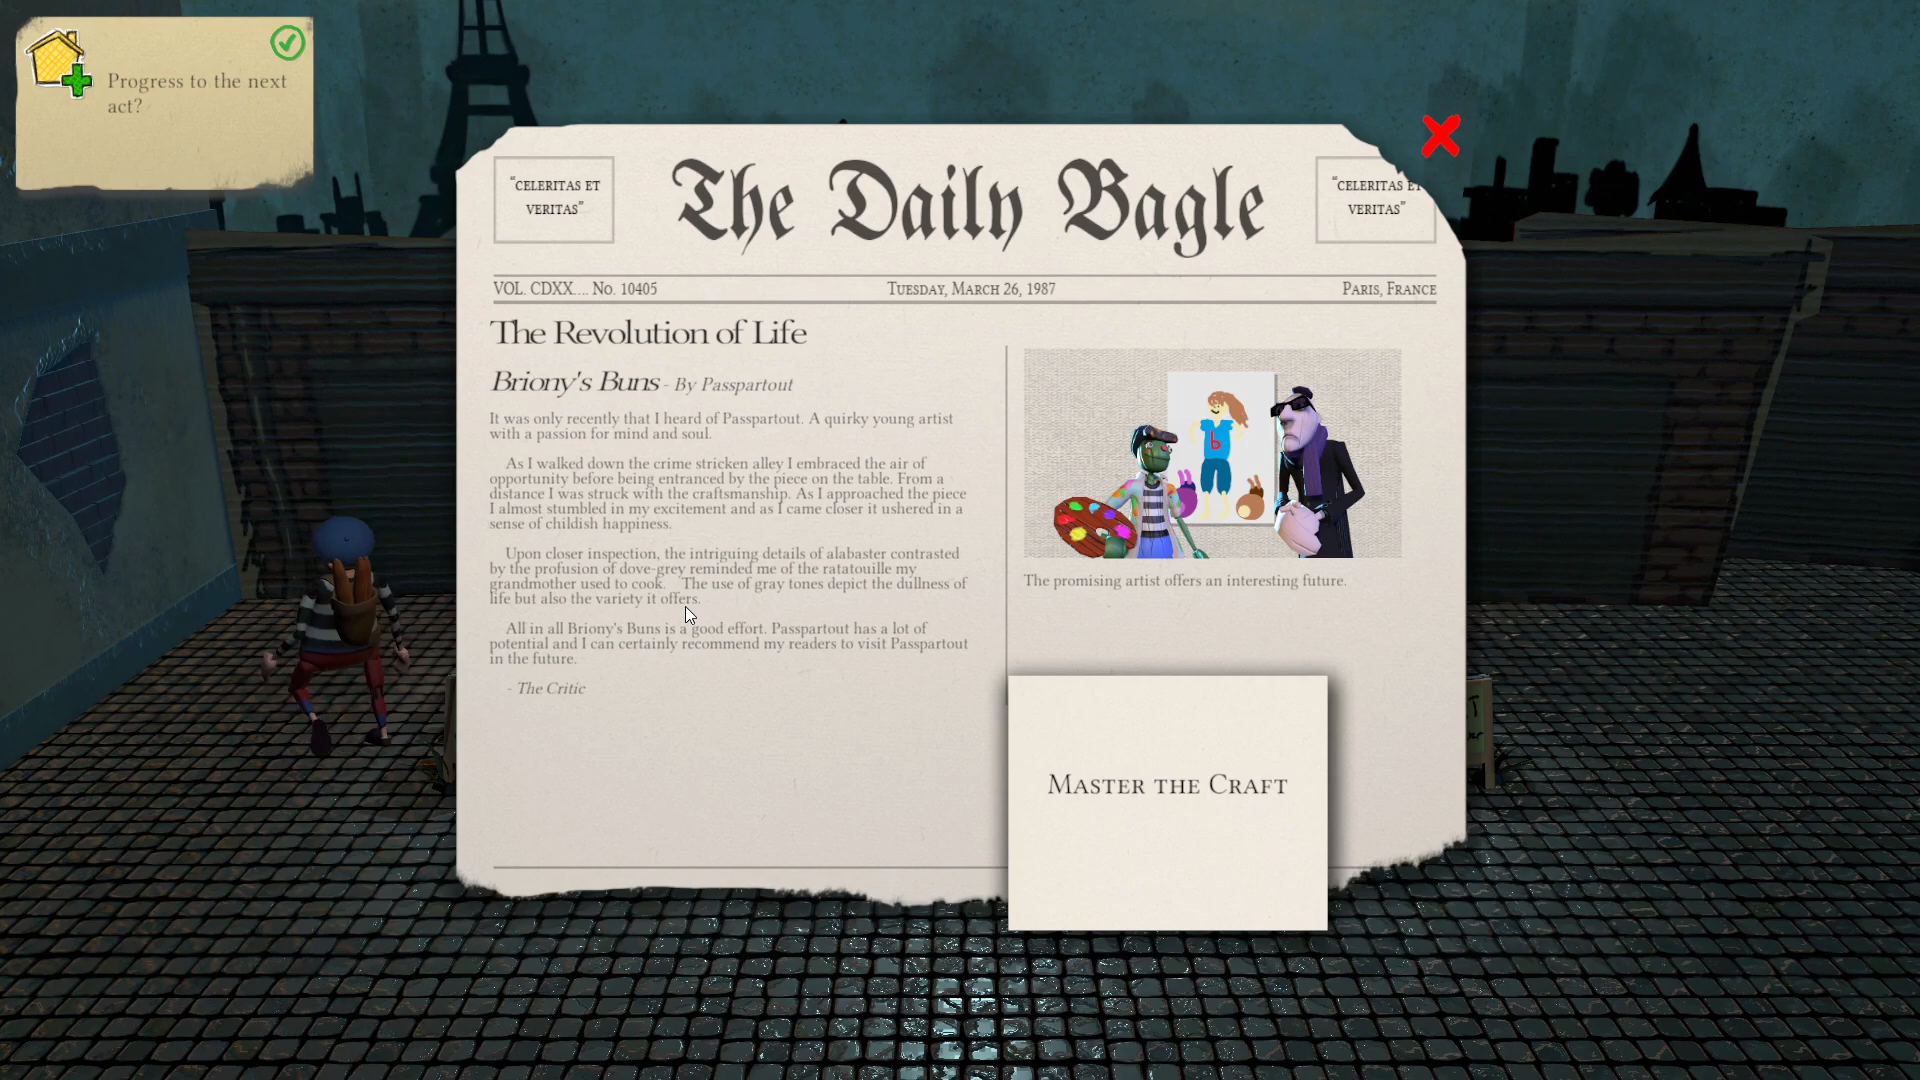 Progress to the next
act?
"CELERITAS ET
VERITAS"
The Daily Bagle
"CELERITAS ET
VERITAS"
VOL. CDXX.... No. 10405
Tuesday, March 26, 1987
Paris, France
The Revolution of Life
Briony's Buns - By Passpartout
It was only recently that I heard of Passpartout. A quirky young artist
with a passion for mind and soul.
As I walked down the crime stricken alley I embraced the air of
opportunity before being entranced by the piece on the table. From a
distance I was struck with the craftsmanship. As I approached the piece
I almost stumbled in my excitement and as I came closer it ushered in a
sense of childish happiness.
Upon closer inspection, the intriguing details of alabaster contrasted
by the profusion of dove-grey reminded me of the ratatouille my
grandmother used to cook. The use of gray tones depict the dullness of
life but also the variety it offers.
All in all Briony's Buns is a good effort. Passpartout has a lot of
potential and I can certainly recommend my readers to visit Passpartout
in the future.
- The Critic
b
The promising artist offers an interesting future.
Master the Craft